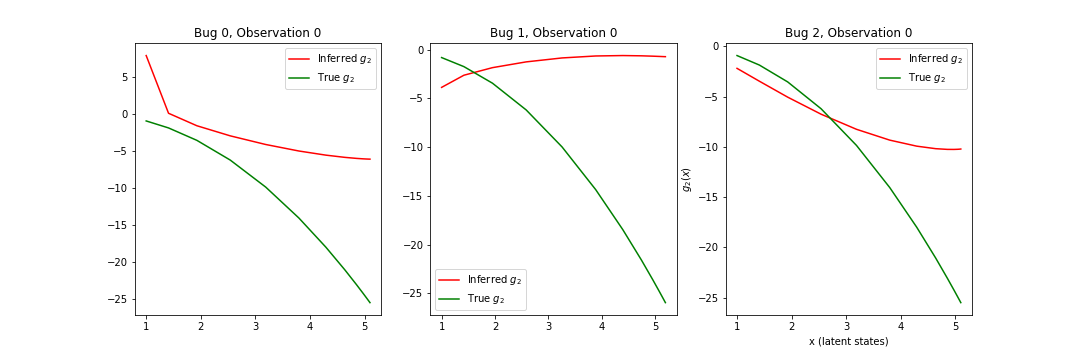 Bug 0, Observation 0
Inferred g₂
True g₂
5
0
−5
−10
−15
−20
−25
1 2 3 4 5
Bug 1, Observation 0
0
−5
−10
−15
−20
−25
Inferred g₂
True g₂
1 2 3 4 5
Bug 2, Observation 0
Inferred g₂
True g₂
g₂(x)
0
−5
−10
−15
−20
−25
1 2 3 4 5
x (latent states)